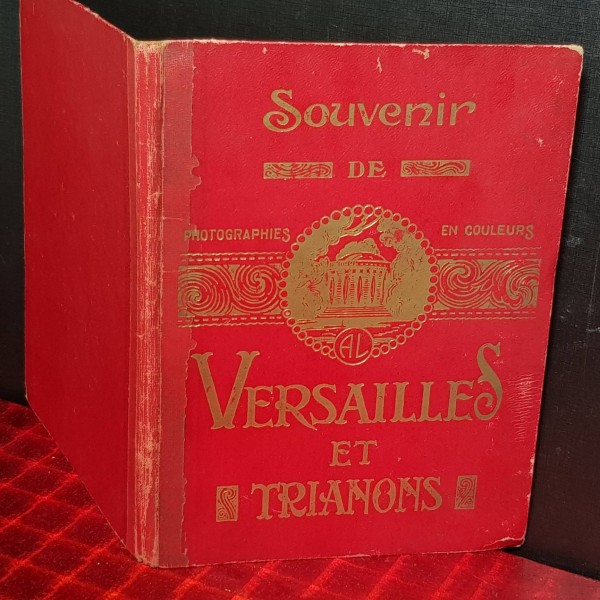 Souvenir
DE
PHOTOGRAPHIES EN COULEURS
AL
VERSAILLES
ET
TRIANONS